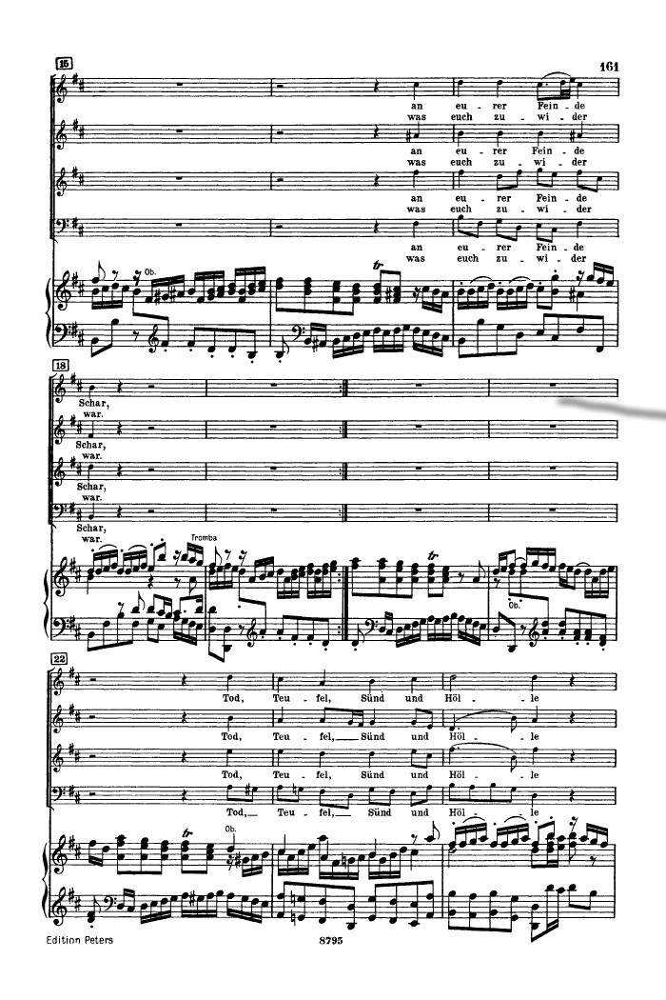 15
161
an eu - rer Fein - de
was euch zu - wi - der
an eu - rer Fein - de
was euch zu - wi - der
an eu - rer Fein - de
was euch zu - wi - der
an eu - rer Fein - de
was euch zu - wi - der
Ob.
tr
18
Schar,
war.
Schar,
war.
Schar,
war.
Schar,
war.
Tromba
tr
Ob.
22
Tod, Teu - fel, Sünd und Höl - le
Tod, Teu - fel, Sünd und Höl - le
Tod, Teu - fel, Sünd und Höl - le
Tod, Teu - fel, Sünd und Höl - le
tr
Ob.
Edition Peters
8795